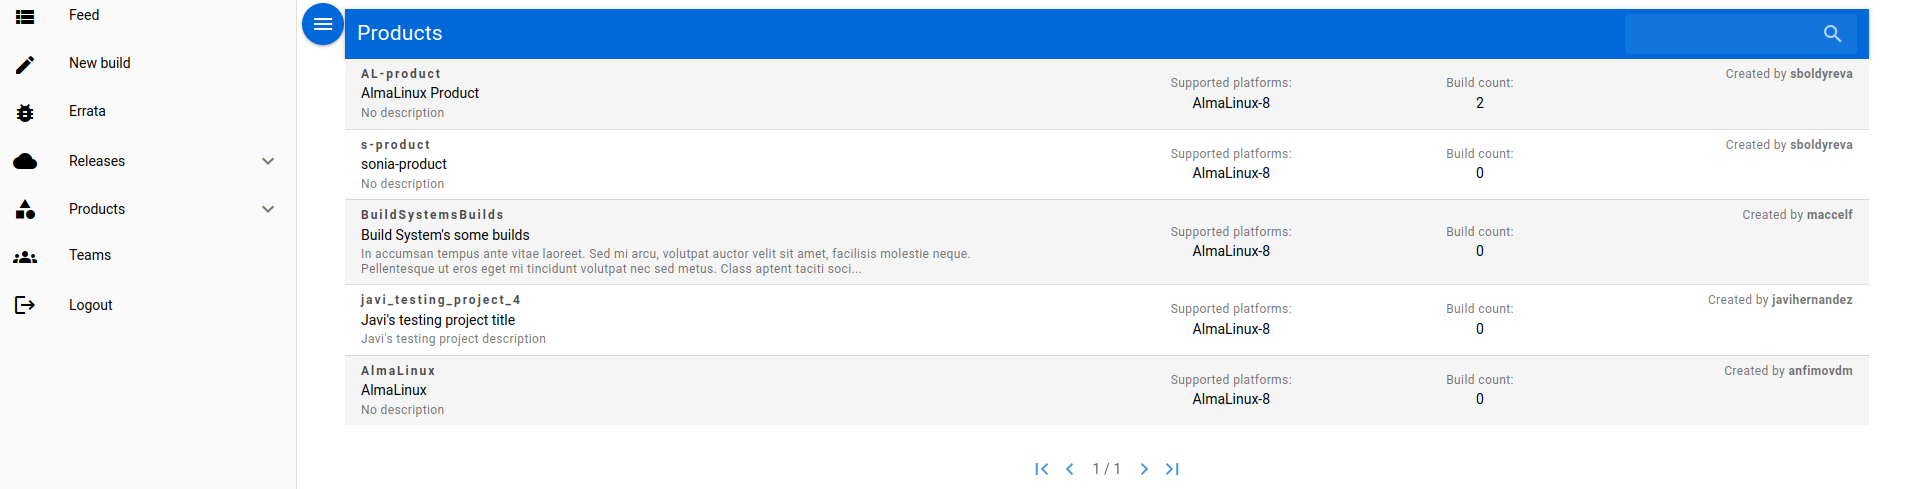 Feed
New build
Errata
Releases
Products
Teams
Logout
Products
AL-product
AlmaLinux Product
No description
Supported platforms:
AlmaLinux-8
Build count:
2
Created by sboldyreva
s-product
sonia-product
No description
Supported platforms:
AlmaLinux-8
Build count:
0
Created by sboldyreva
BuildSystemsBuilds
Build System's some builds
In accumsan tempus ante vitae laoreet. Sed mi arcu, volutpat auctor velit sit amet, facilisis molestie neque.
Pellentesque ut eros eget mi tincidunt volutpat nec sed metus. Class aptent taciti soci...
Supported platforms:
AlmaLinux-8
Build count:
0
Created by maccelf
javi_testing_project_4
Javi's testing project title
Javi's testing project description
Supported platforms:
AlmaLinux-8
Build count:
0
Created by javihernandez
AlmaLinux
AlmaLinux
No description
Supported platforms:
AlmaLinux-8
Build count:
0
Created by anfimovdm
1 / 1